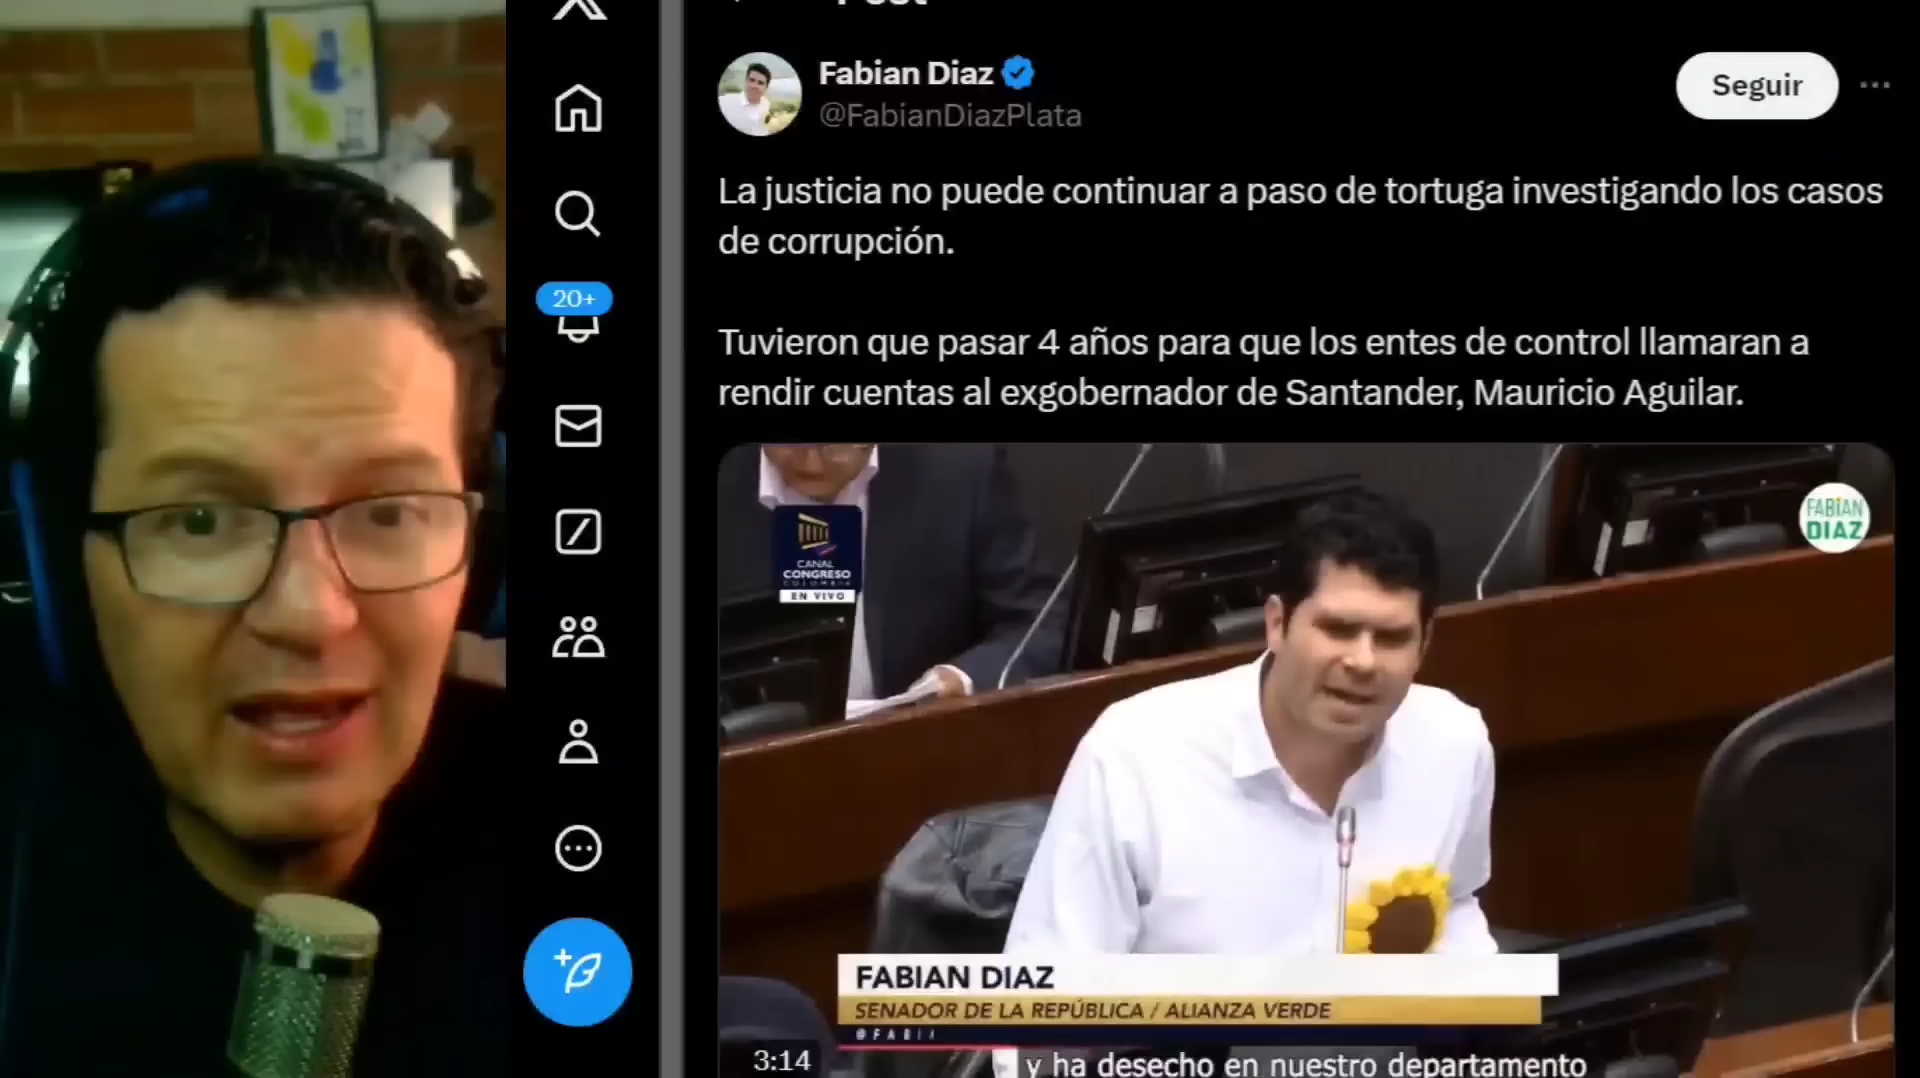 Post
Fabian Diaz
@FabianDiazPlata
Seguir
La justicia no puede continuar a paso de tortuga investigando los casos
de corrupción.
Tuvieron que pasar 4 años para que los entes de control llamaran a
rendir cuentas al exgobernador de Santander, Mauricio Aguilar.
20+
CANAL
CONGRESO
COLOMBIA
EN VIVO
FABIAN
DIAZ
FABIAN DIAZ
SENADOR DE LA REPÚBLICA / ALIANZA VERDE
3:14
y ha desecho en nuestro departamento